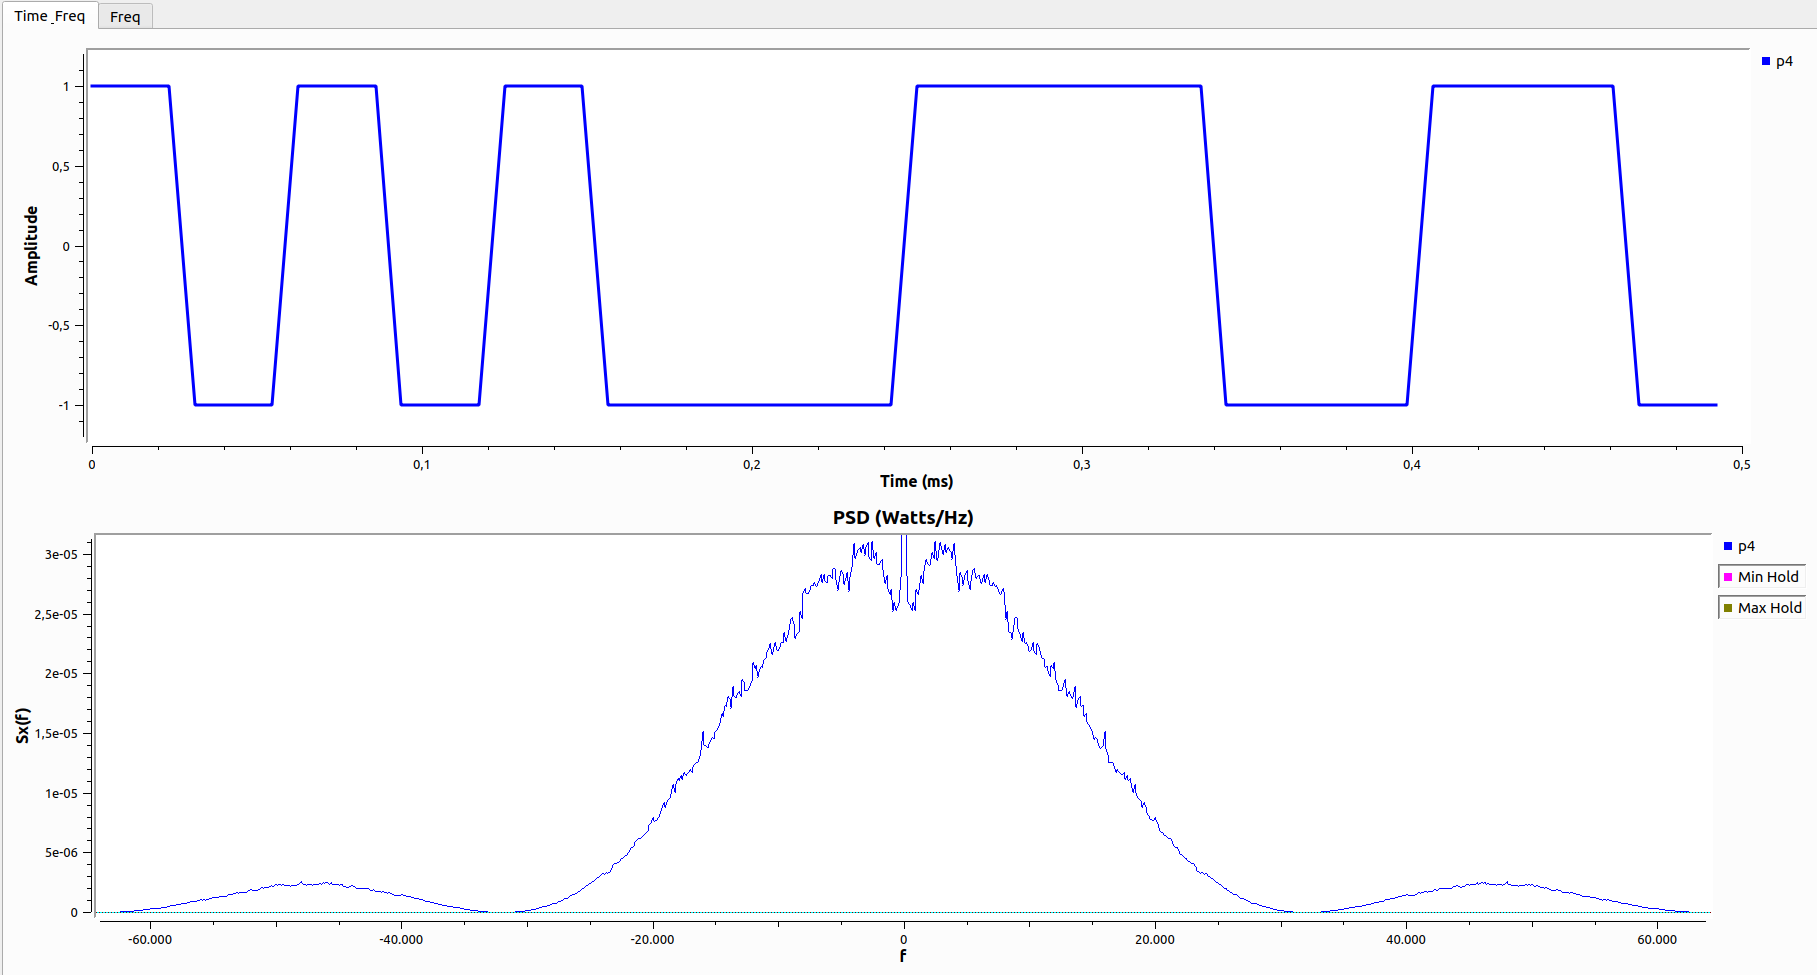 Time_Freq
Freq
p4
Amplitude
1
0,5
0
-0,5
-1
0
0,1
0,2
0,3
0,4
0,5
Time (ms)
PSD (Watts/Hz)
p4
Min Hold
Max Hold
Sx(f)
3e-05
2,5e-05
2e-05
1,5e-05
1e-05
5e-06
0
-60.000
-40.000
-20.000
0
20.000
40.000
60.000
f